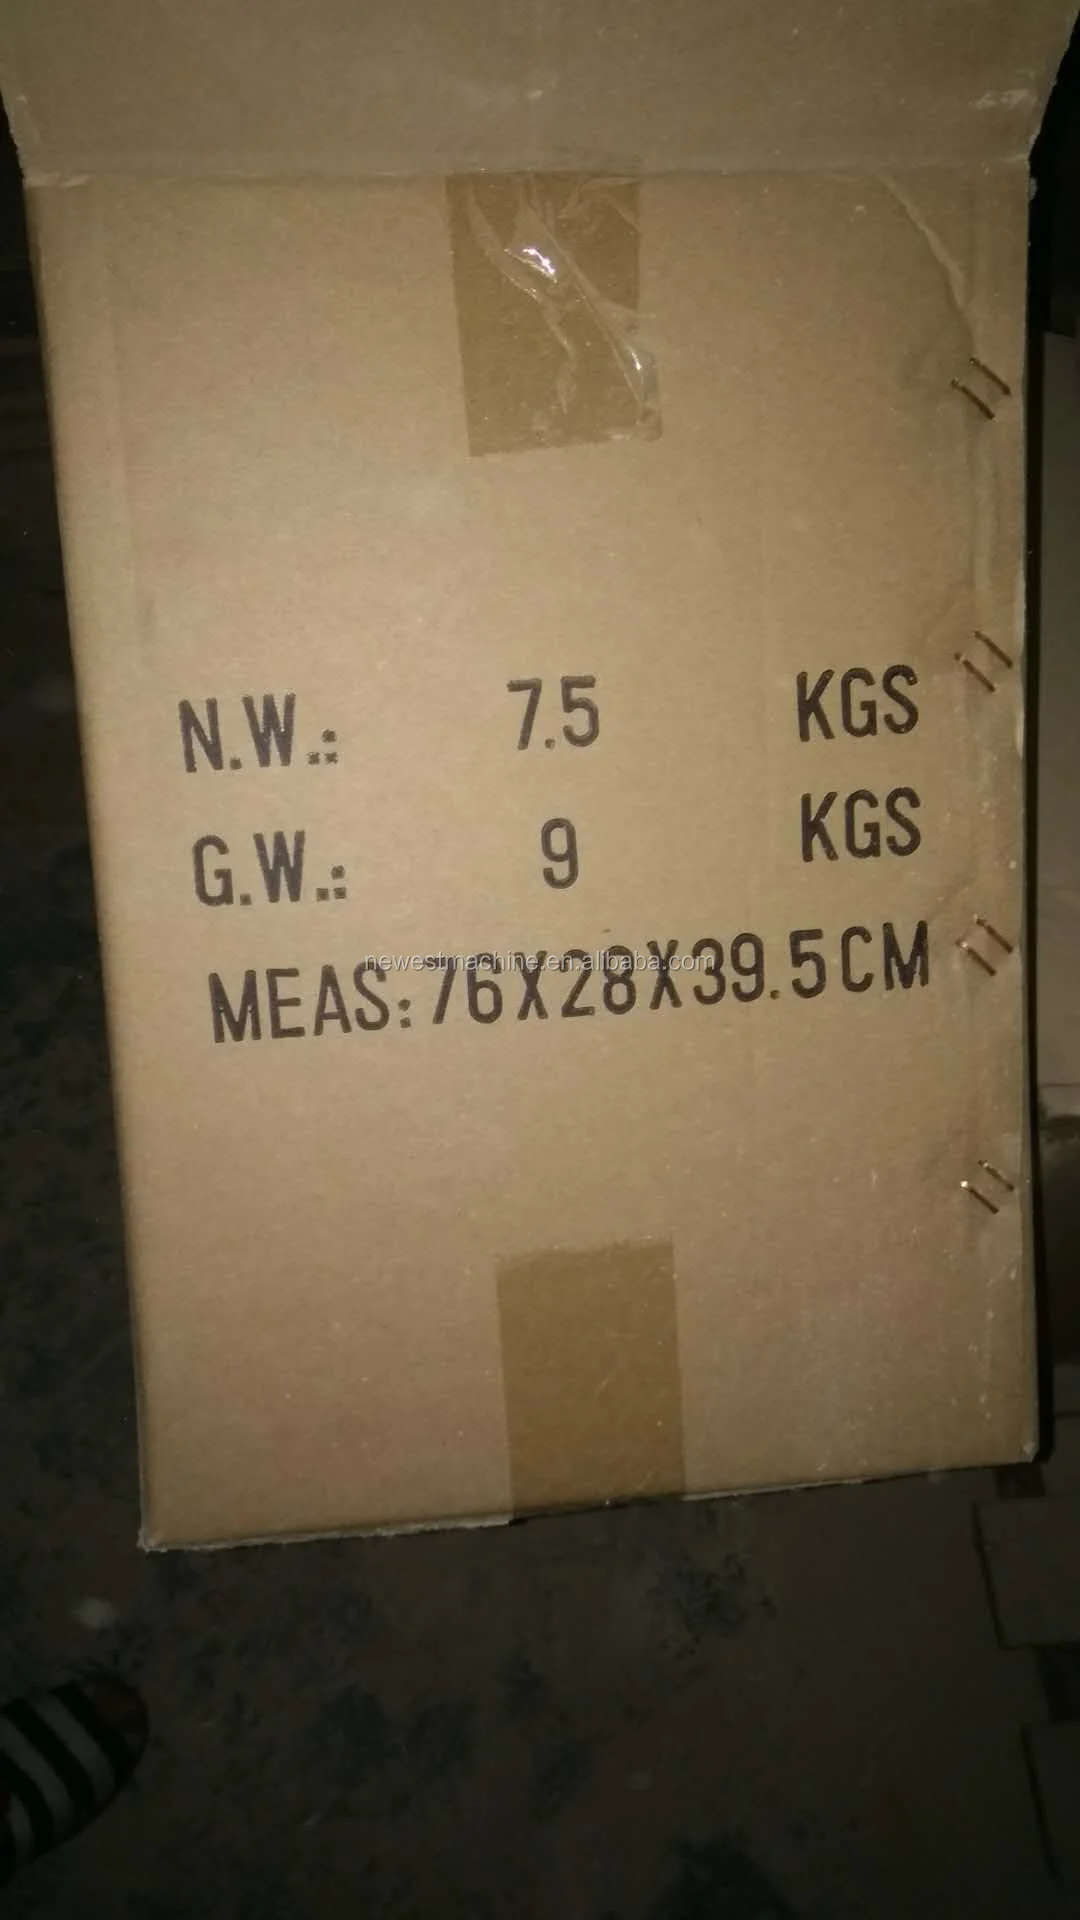 N.W.: 7.5 KGS
G.W.: 9 KGS
newestmachine.en.alibaba.com
MEAS:76X28X39.5CM